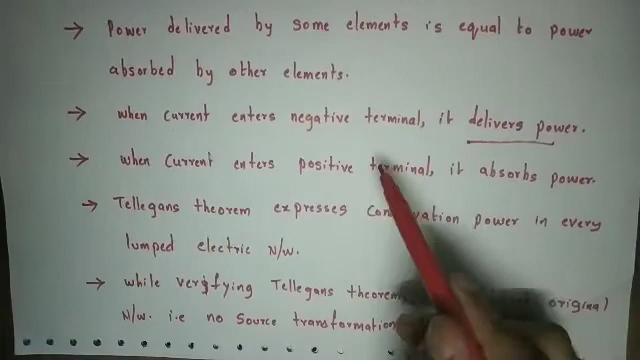 → Power delivered by some elements is equal to power
absorbed by other elements.
→ when current enters negative terminal, it delivers power.
→ when current enters positive terminal, it absorbs power.
→ Tellegans theorem expresses power in every
lumped electric N/w.
→ while verifying Tellegans theorem original
N/w. i.e no source transformation